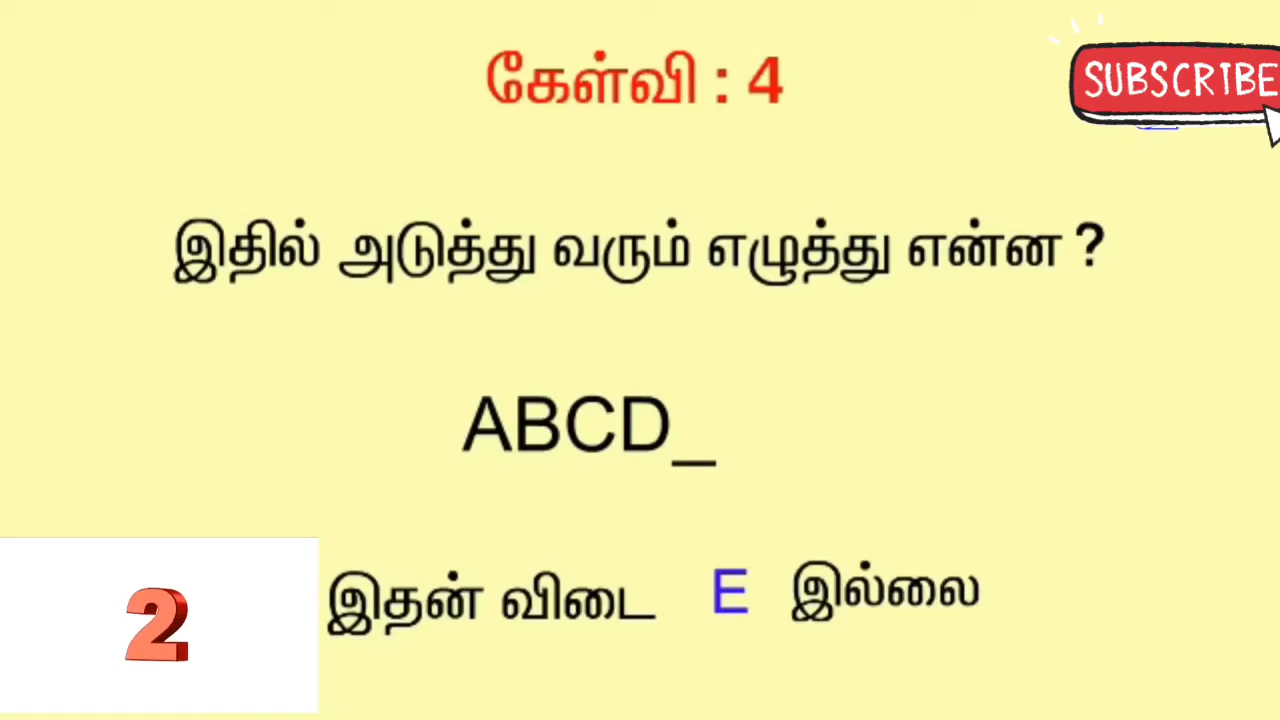 கேள்வி : 4
SUBSCRIBE
இதில் அடுத்து வரும் எழுத்து என்ன ?
ABCD_
இதன் விடை E இல்லை
2